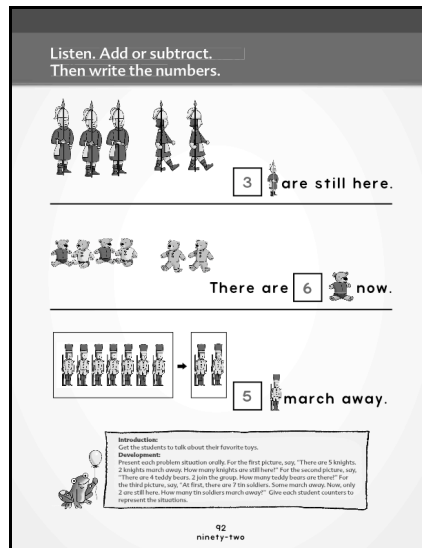 Listen. Add or subtract.
Then write the numbers.
3 are still here.
There are 6 now.
5 march away.
Introduction:
Get the students to talk about their favorite toys.
Development:
Present each problem situation orally. For the first picture, say, "There are 5 knights.
2 knights march away. How many knights are still here?" For the second picture, say,
"There are 4 teddy bears. 2 join the group. How many teddy bears are there?" For
the third picture, say, "At first, there are 7 tin soldiers. Some march away. Now, only
2 are still here. How many tin soldiers march away?" Give each student counters to
represent the situations.
92
ninety-two